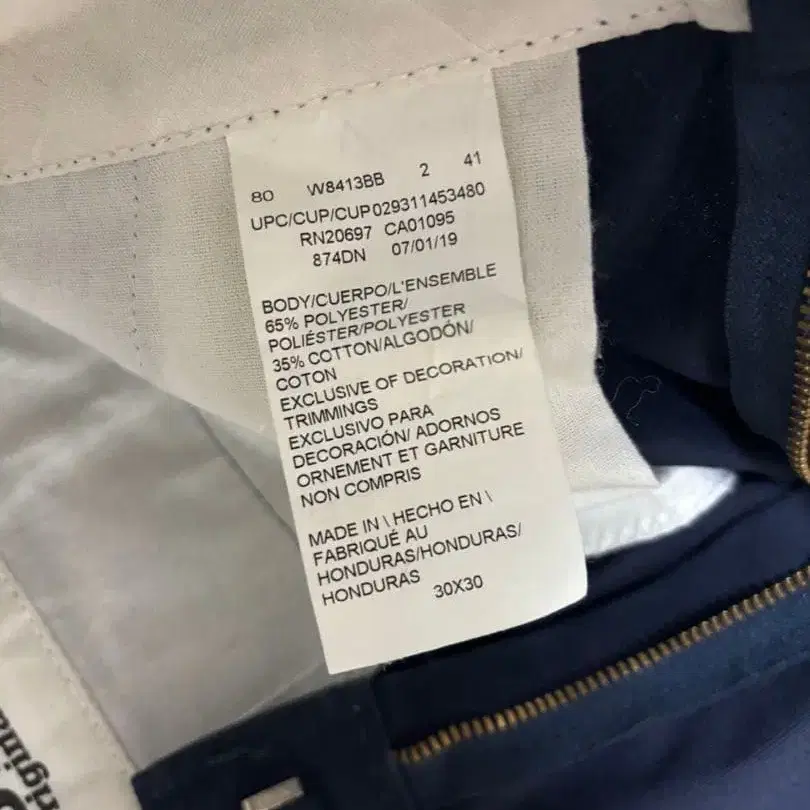 80 W8413BB 2 41
UPC/CUP/CUP029311453480
RN20697 CA01095
874DN 07/01/19
BODY/CUERPO/L'ENSEMBLE
65% POLYESTER/
POLIÉSTER/POLYESTER
35% COTTON/ALGODÓN/
COTON
EXCLUSIVE OF DECORATION/
TRIMMINGS
EXCLUSIVO PARA
DECORACIÓN/ ADORNOS
ORNEMENT ET GARNITURE
NON COMPRIS
MADE IN \ HECHO EN \
FABRIQUÉ AU
HONDURAS/HONDURAS/
HONDURAS
30X30